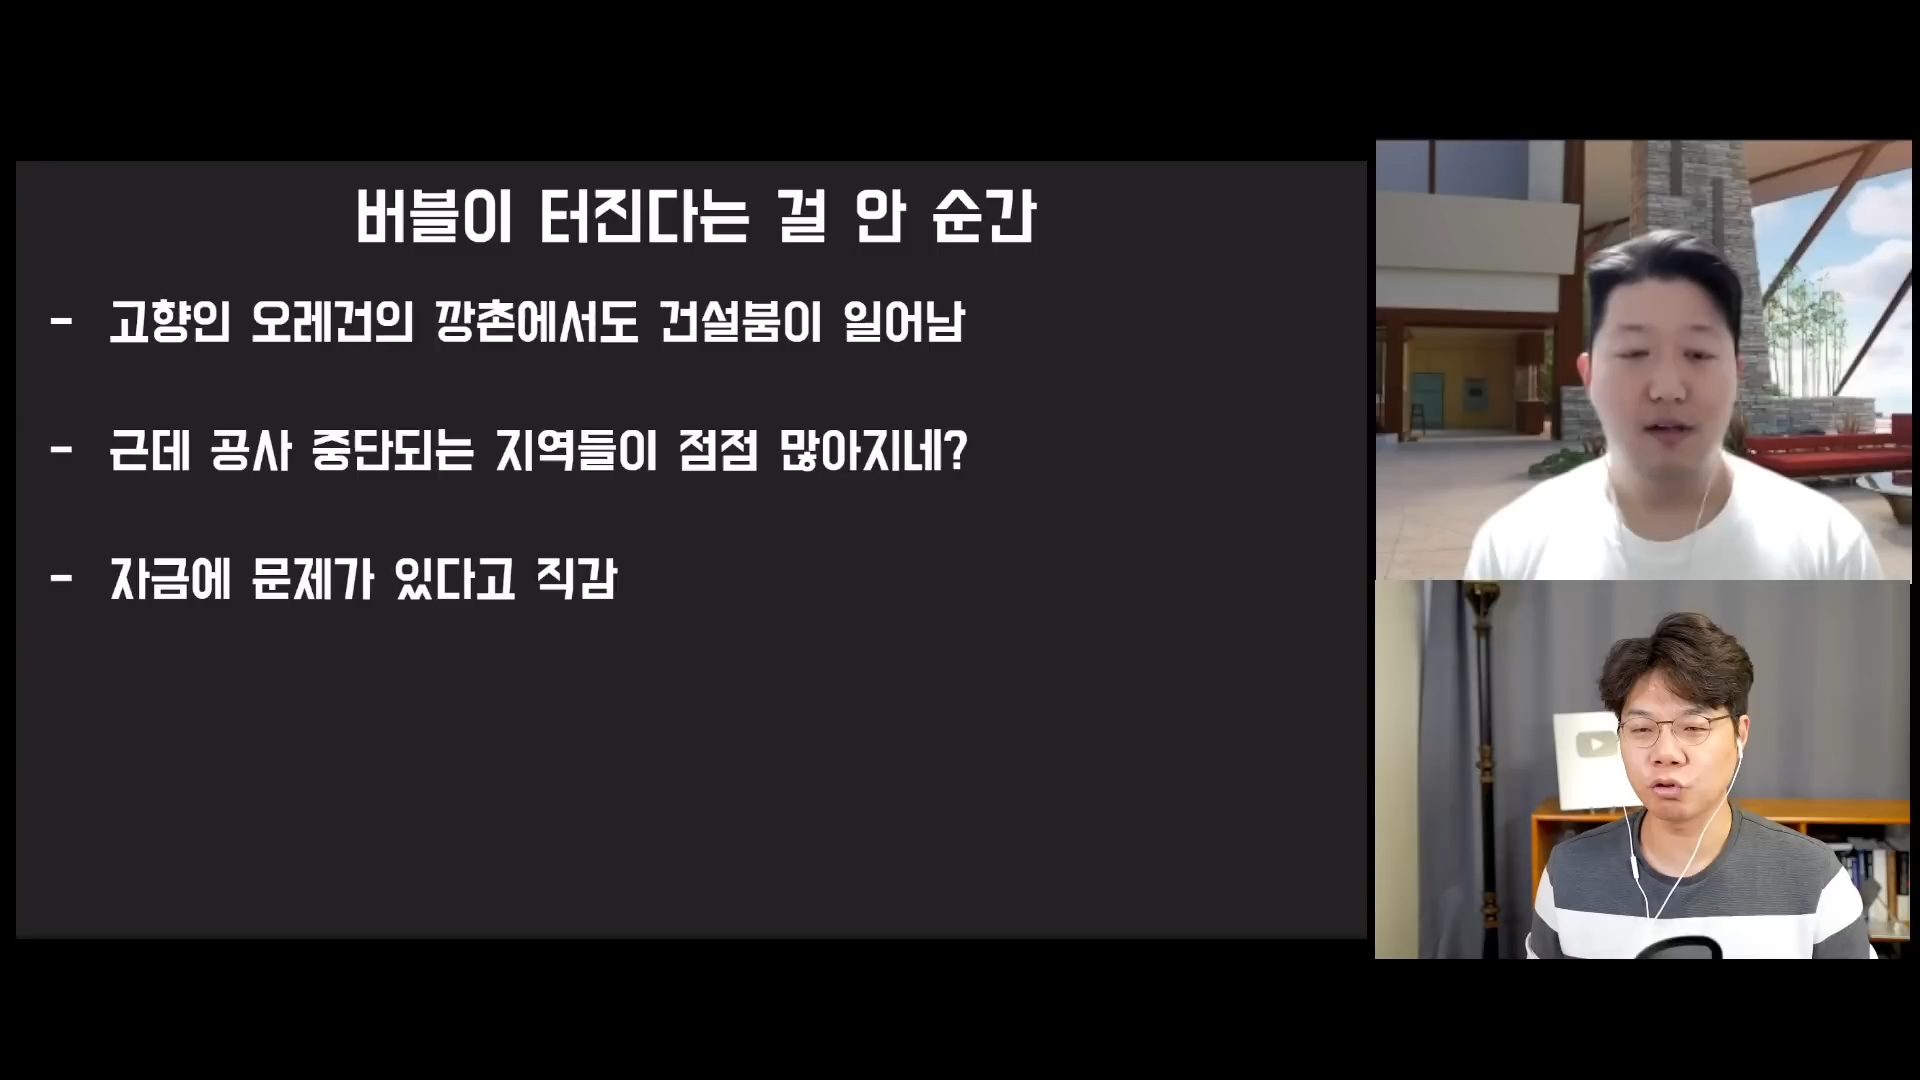 버블이 터진다는 걸 안 순간
- 고향인 오레건의 깡촌에서도 건설붐이 일어남
- 근데 공사 중단되는 지역들이 점점 많아지네?
- 자금에 문제가 있다고 직감